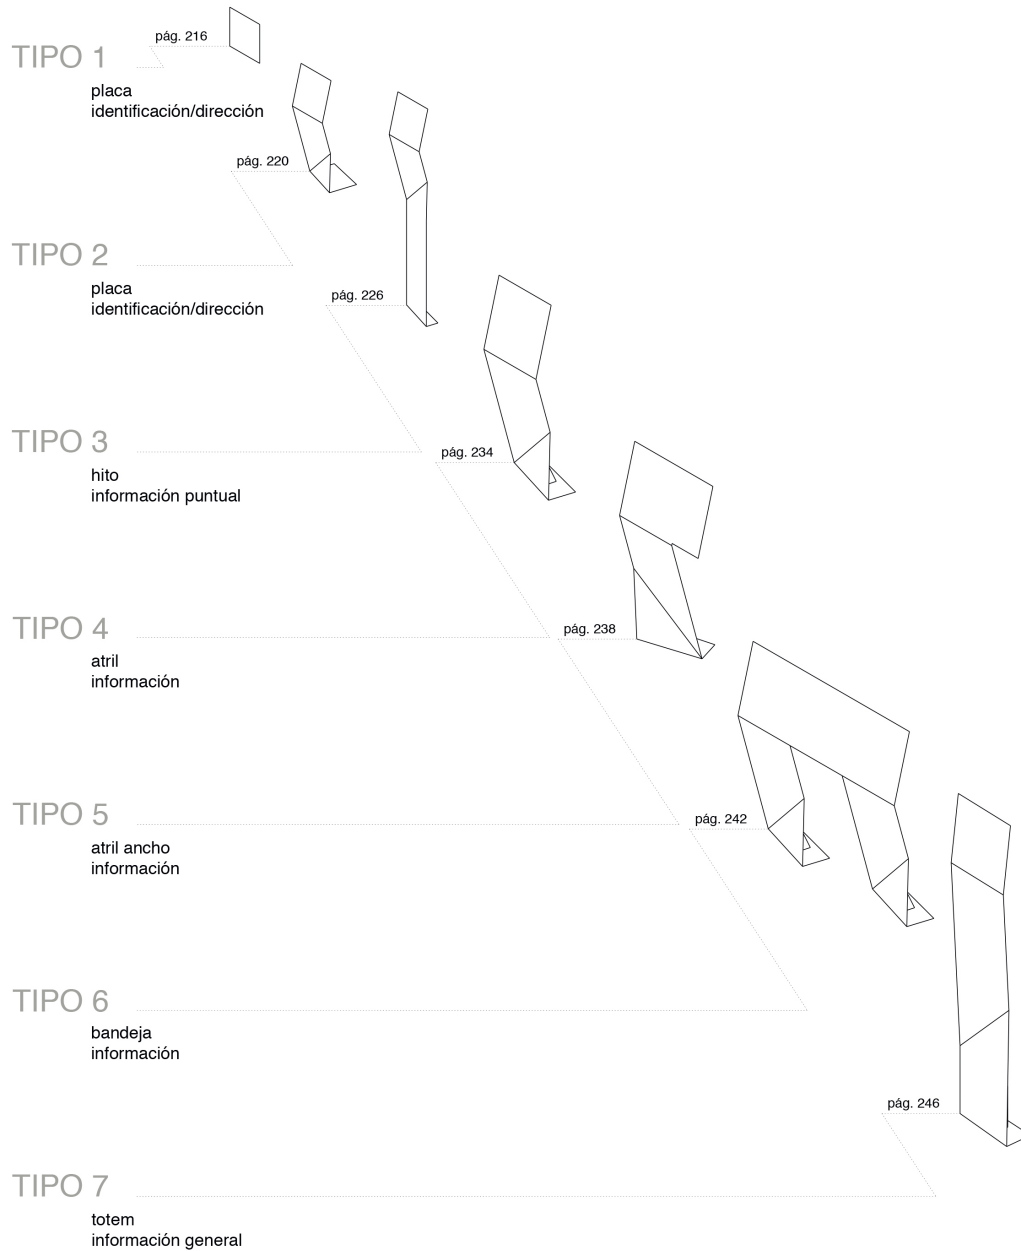 pág. 216
TIPO 1
placa
identificación/dirección
pág. 220
TIPO 2
placa
identificación/dirección
pág. 226
TIPO 3
hito
información puntual
pág. 234
TIPO 4
atril
información
pág. 238
TIPO 5
atril ancho
información
pág. 242
TIPO 6
bandeja
información
pág. 246
TIPO 7
totem
información general